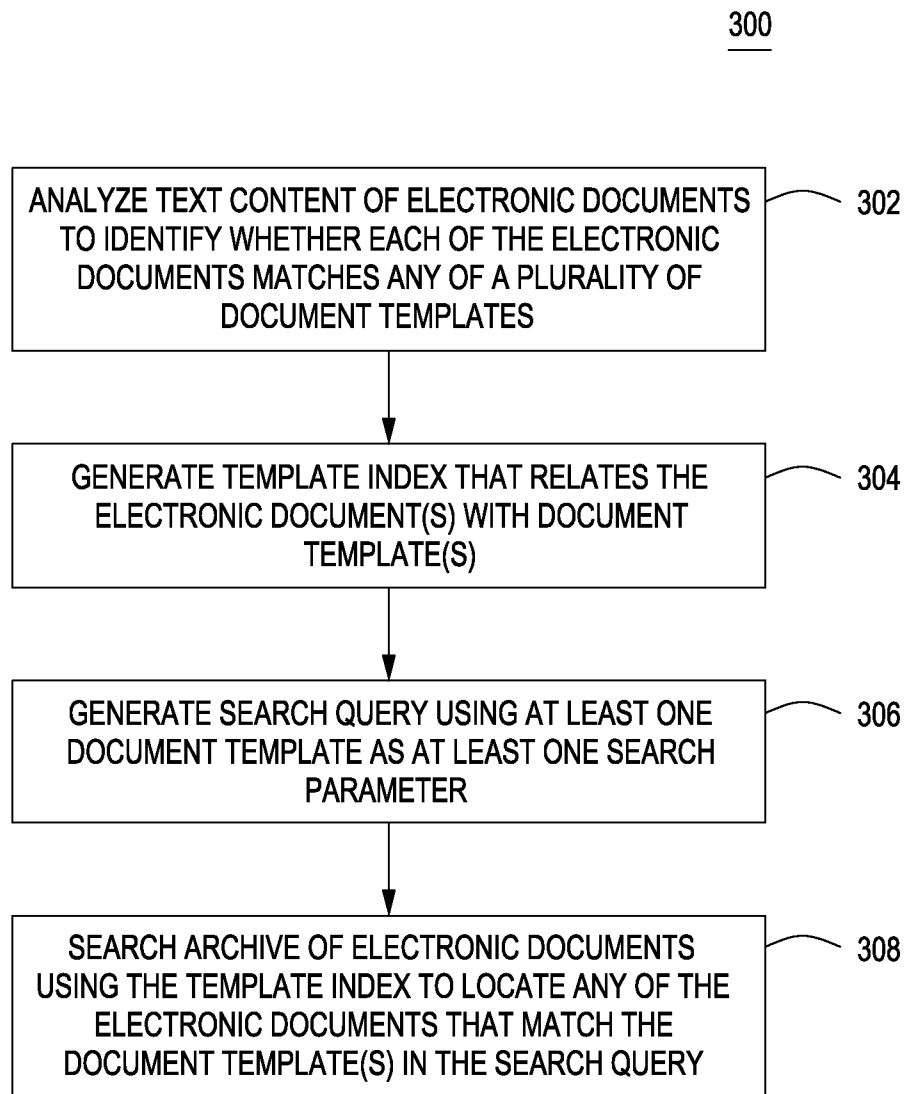 300
ANALYZE TEXT CONTENT OF ELECTRONIC DOCUMENTS
TO IDENTIFY WHETHER EACH OF THE ELECTRONIC
DOCUMENTS MATCHES ANY OF A PLURALITY OF
DOCUMENT TEMPLATES
302
GENERATE TEMPLATE INDEX THAT RELATES THE
ELECTRONIC DOCUMENT(S) WITH DOCUMENT
TEMPLATE(S)
304
GENERATE SEARCH QUERY USING AT LEAST ONE
DOCUMENT TEMPLATE AS AT LEAST ONE SEARCH
PARAMETER
306
SEARCH ARCHIVE OF ELECTRONIC DOCUMENTS
USING THE TEMPLATE INDEX TO LOCATE ANY OF THE
ELECTRONIC DOCUMENTS THAT MATCH THE
DOCUMENT TEMPLATE(S) IN THE SEARCH QUERY
308